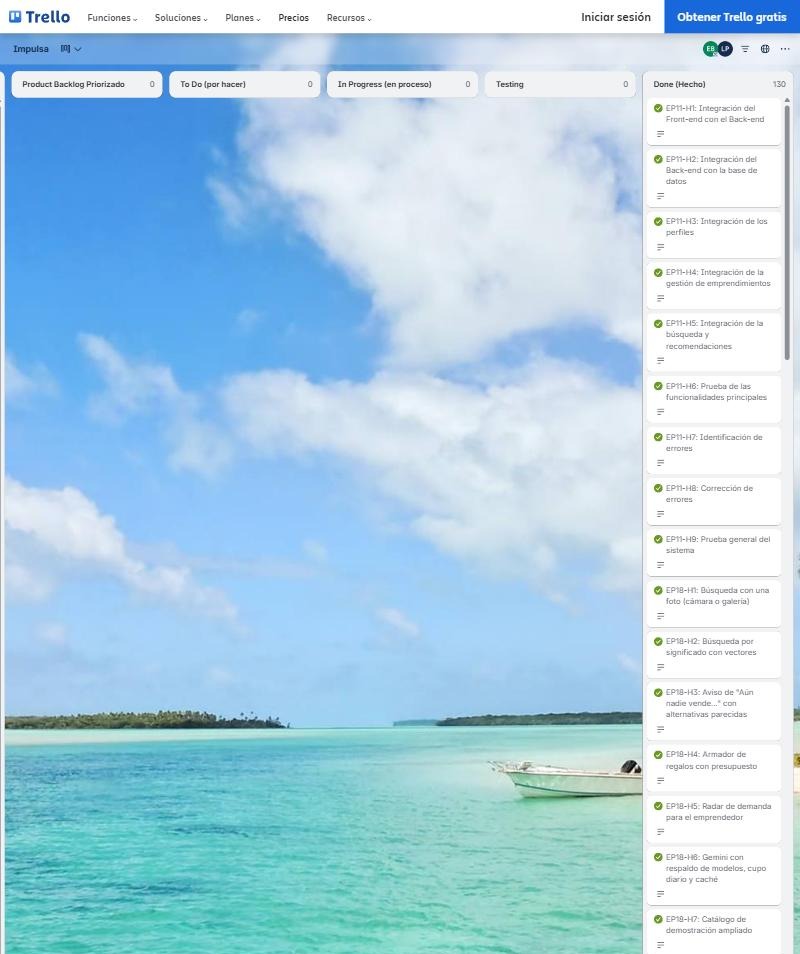 Trello
Funciones
Soluciones
Planes
Precios
Recursos
Iniciar sesión
Obtener Trello gratis
Impulsa
EB
LP
Product Backlog Priorizado
0
To Do (por hacer)
0
In Progress (en proceso)
0
Testing
0
Done (Hecho)
130
EP11-H1: Integración del
Front-end con el Back-end
EP11-H2: Integración del
Back-end con la base de
datos
EP11-H3: Integración de los
perfiles
EP11-H4: Integración de la
gestión de emprendimientos
EP11-H5: Integración de la
búsqueda y
recomendaciones
EP11-H6: Prueba de las
funcionalidades principales
EP11-H7: Identificación de
errores
EP11-H8: Corrección de
errores
EP11-H9: Prueba general del
sistema
EP18-H1: Búsqueda con una
foto (cámara o galería)
EP18-H2: Búsqueda por
significado con vectores
EP18-H3: Aviso de "Aún
nadie vende..." con
alternativas parecidas
EP18-H4: Armador de
regalos con presupuesto
EP18-H5: Radar de demanda
para el emprendedor
EP18-H6: Gemini con
respaldo de modelos, cupo
diario y caché
EP18-H7: Catálogo de
demostración ampliado